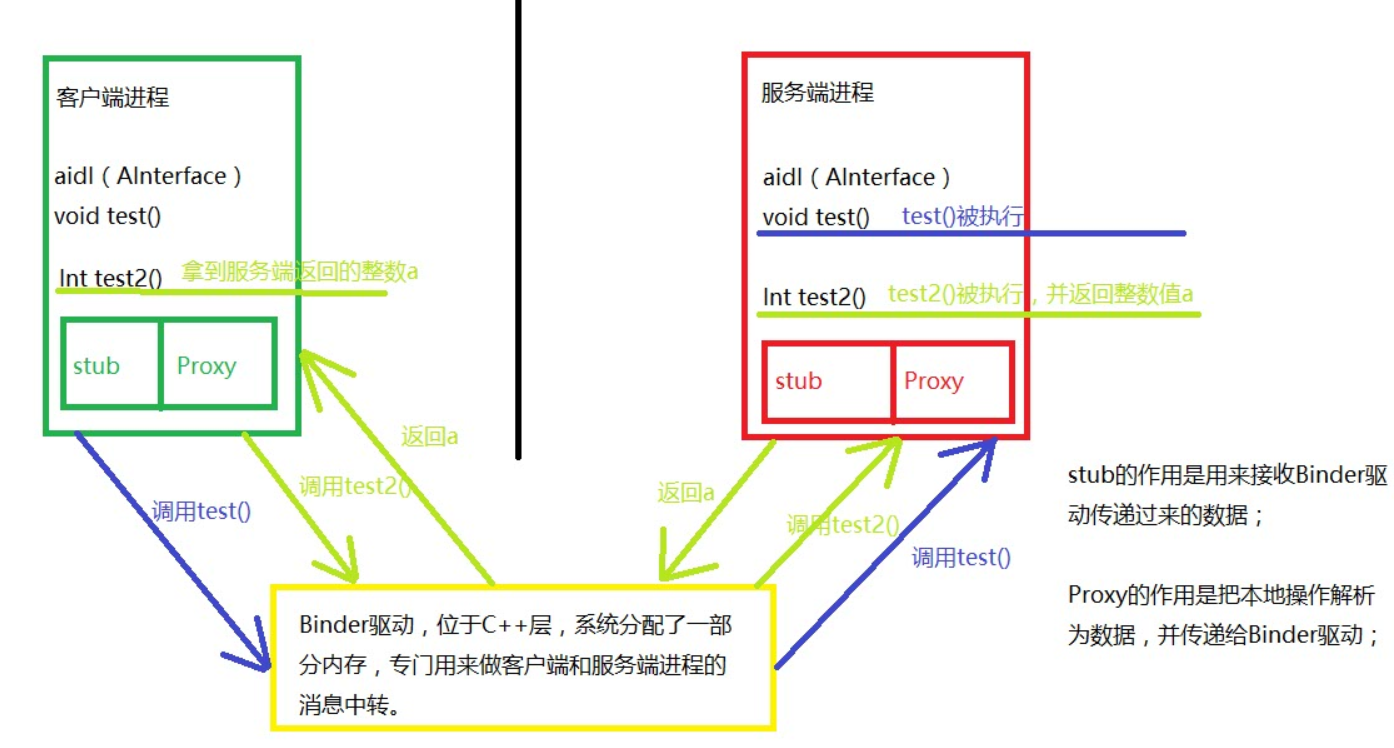 客户端进程
aidl（AInterface）
void test()
Int test2() 拿到服务端返回的整数a
stub Proxy
服务端进程
aidl（AInterface）
void test() test()被执行
Int test2() test2()被执行，并返回整数值a
stub Proxy
返回a
调用test2()
调用test()
返回a
调用test2()
调用test()
Binder驱动，位于C++层，系统分配了一部
分内存，专门用来做客户端和服务端进程的
消息中转。
stub的作用是用来接收Binder驱
动传递过来的数据；
Proxy的作用是把本地操作解析
为数据，并传递给Binder驱动；